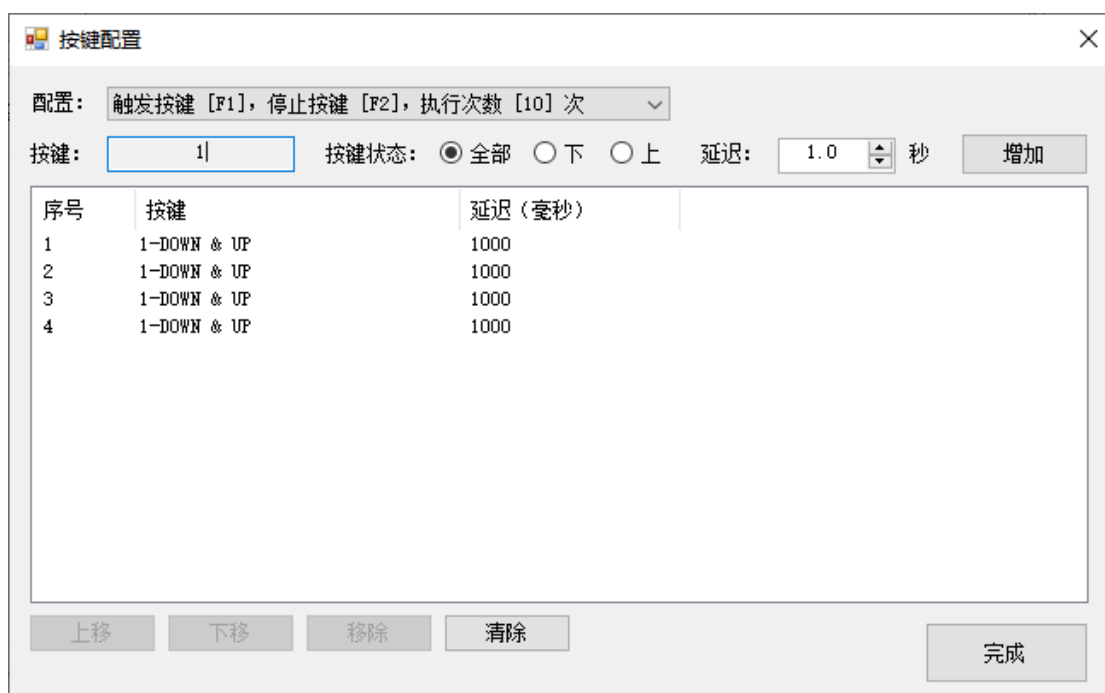 按键配置
配置: 触发按键 [F1], 停止按键 [F2], 执行次数 [10] 次
按键: 1 按键状态: 全部 下 上 延迟: 1.0 秒 增加
序号 按键 延迟（毫秒）
1 1-DOWN & UP 1000
2 1-DOWN & UP 1000
3 1-DOWN & UP 1000
4 1-DOWN & UP 1000
上移 下移 移除 清除
完成